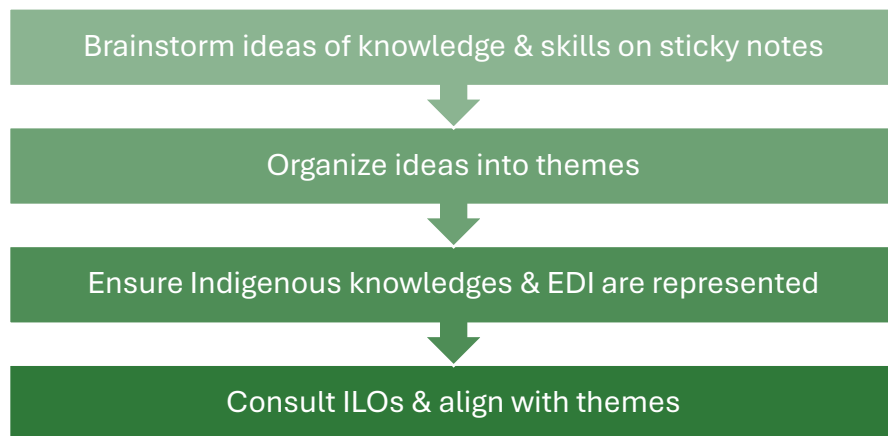 Brainstorm ideas of knowledge & skills on sticky notes
Organize ideas into themes
Ensure Indigenous knowledges & EDI are represented
Consult ILOs & align with themes